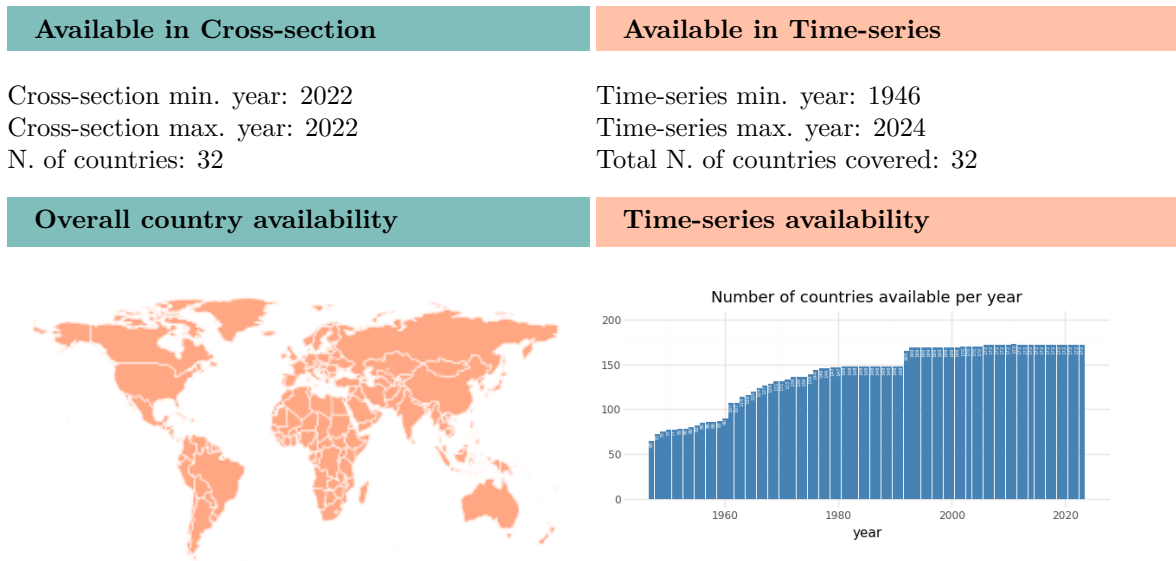 Available in Cross-section
Cross-section min. year: 2022
Cross-section max. year: 2022
N. of countries: 32
Available in Time-series
Time-series min. year: 1946
Time-series max. year: 2024
Total N. of countries covered: 32
Overall country availability
Time-series availability
Number of countries available per year
200
150
100
50
0
1960
1980
2000
2020
year